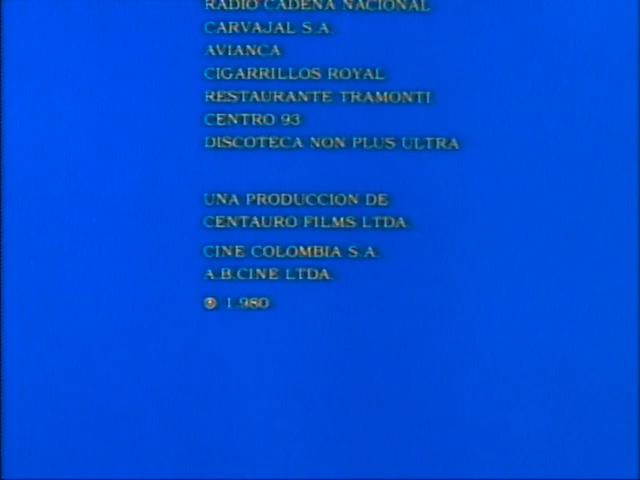 RADIO CADENA NACIONAL
CARVAJAL S.A.
AVIANCA
CIGARRILLOS ROYAL
RESTAURANTE TRAMONTI
CENTRO 93
DISCOTECA NON PLUS ULTRA
UNA PRODUCCION DE
CENTAURO FILMS LTDA.
CINE COLOMBIA S.A.
A.B.CINE LTDA.
© 1.980